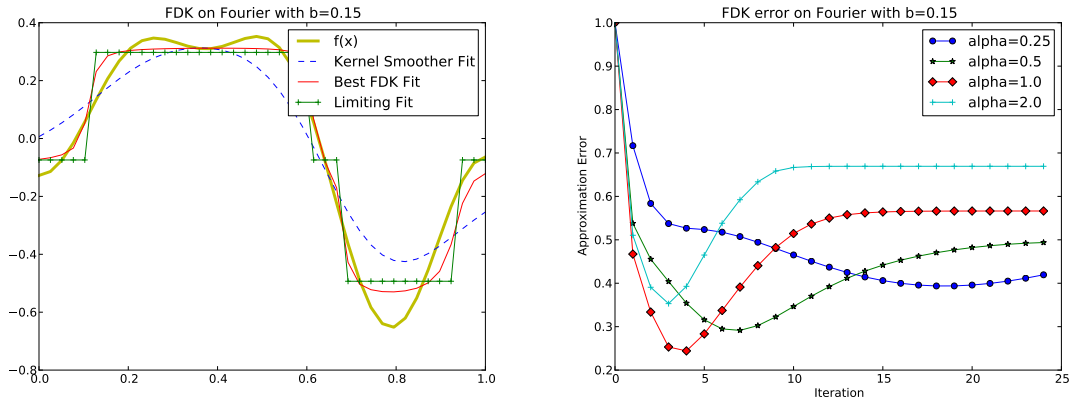 FDK on Fourier with b=0.15
f(x)
Kernel Smoother Fit
Best FDK Fit
Limiting Fit
0.4
0.2
0.0
−0.2
−0.4
−0.6
−0.8
0.0 0.2 0.4 0.6 0.8 1.0
FDK error on Fourier with b=0.15
alpha=0.25
alpha=0.5
alpha=1.0
alpha=2.0
Approximation Error
1.0
0.9
0.8
0.7
0.6
0.5
0.4
0.3
0.2
0 5 10 15 20 25
Iteration